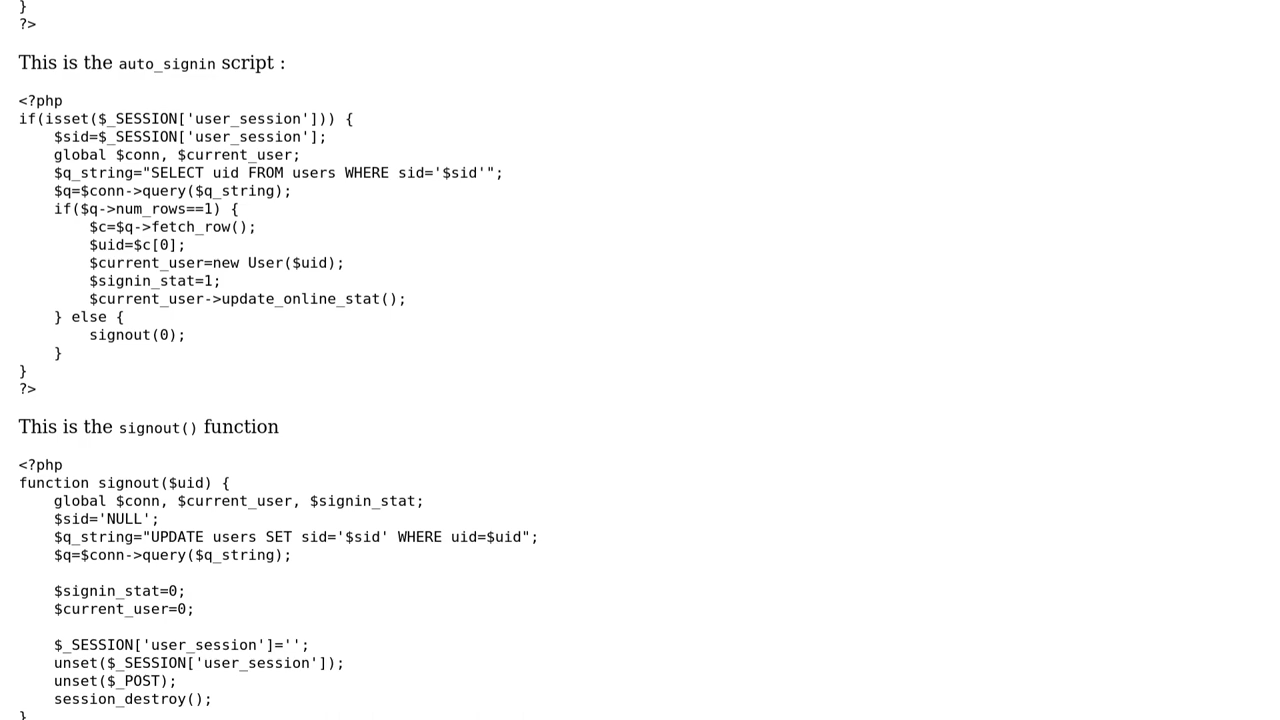 }
?>
This is the auto_signin script :
<?php
if(isset($_SESSION['user_session'])) {
    $sid=$_SESSION['user_session'];
    global $conn, $current_user;
    $q_string="SELECT uid FROM users WHERE sid='$sid'";
    $q=$conn->query($q_string);
    if($q->num_rows==1) {
        $c=$q->fetch_row();
        $uid=$c[0];
        $current_user=new User($uid);
        $signin_stat=1;
        $current_user->update_online_stat();
    } else {
        signout(0);
    }
}
?>
This is the signout() function
<?php
function signout($uid) {
    global $conn, $current_user, $signin_stat;
    $sid='NULL';
    $q_string="UPDATE users SET sid='$sid' WHERE uid=$uid";
    $q=$conn->query($q_string);
    $signin_stat=0;
    $current_user=0;
    $_SESSION['user_session']='';
    unset($_SESSION['user_session']);
    unset($_POST);
    session_destroy();
}